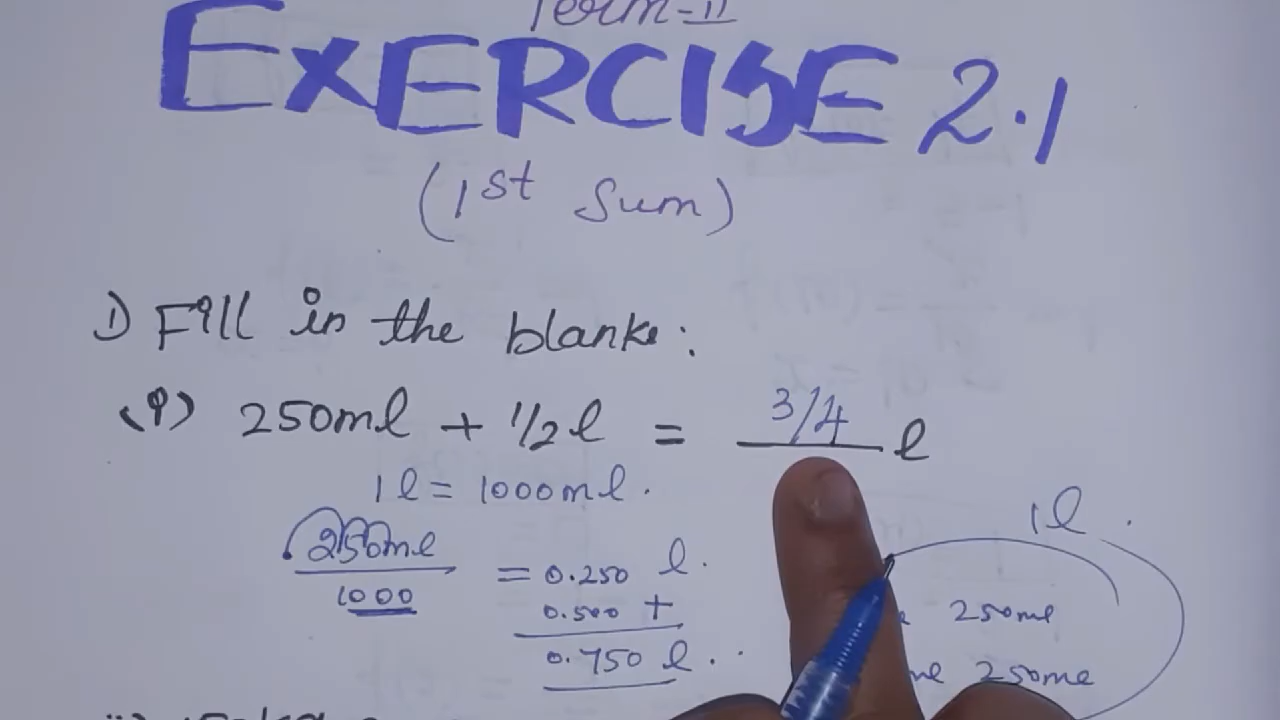 Term-II
EXERCISE 2.1
(1st Sum)
1) Fill in the blanks:
(i) 250ml + 1/2 l = 3/4 l
1 l = 1000ml.
250ml
1000
= 0.250 l.
0.500 +
0.750 l.
1l.
250ml
250ml